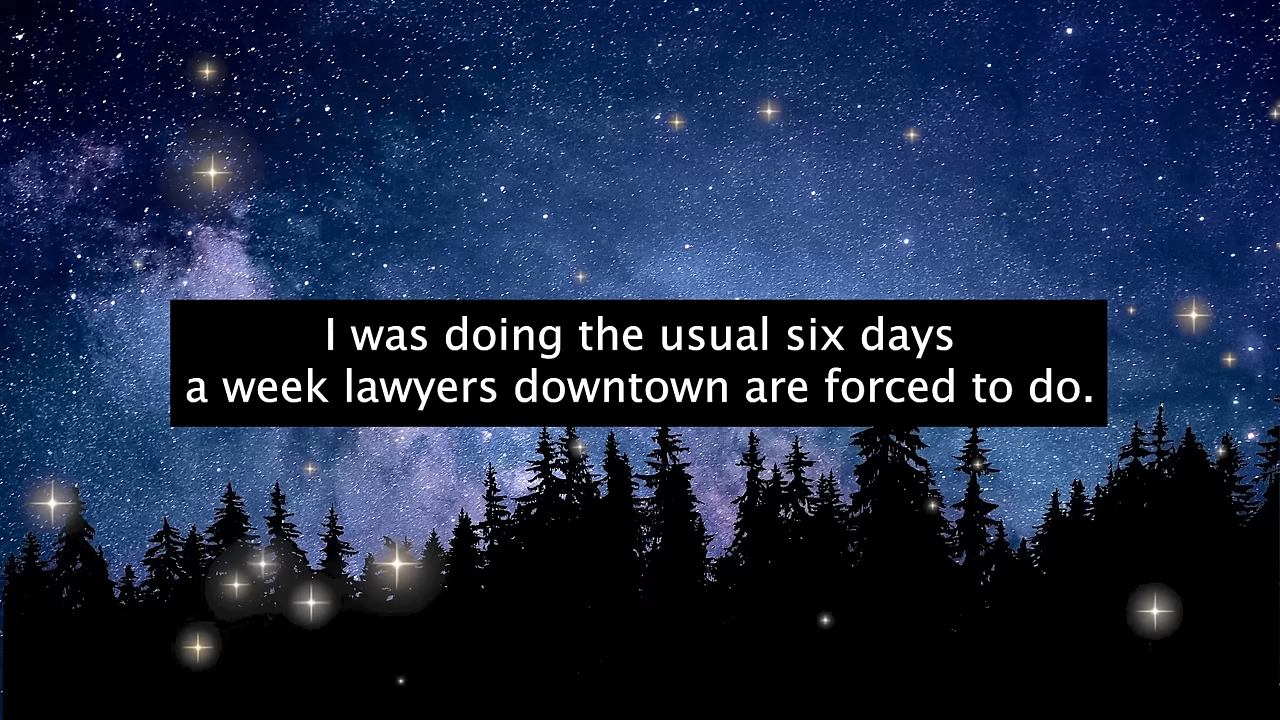 I was doing the usual six days
a week lawyers downtown are forced to do.